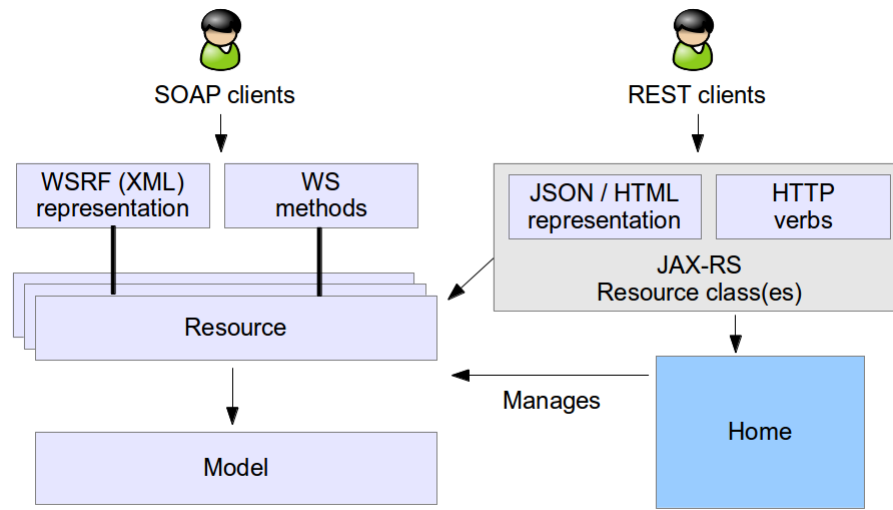 SOAP clients
REST clients
WSRF (XML)
representation
WS
methods
JSON / HTML
representation
HTTP
verbs
JAX-RS
Resource class(es)
Resource
Manages
Home
Model